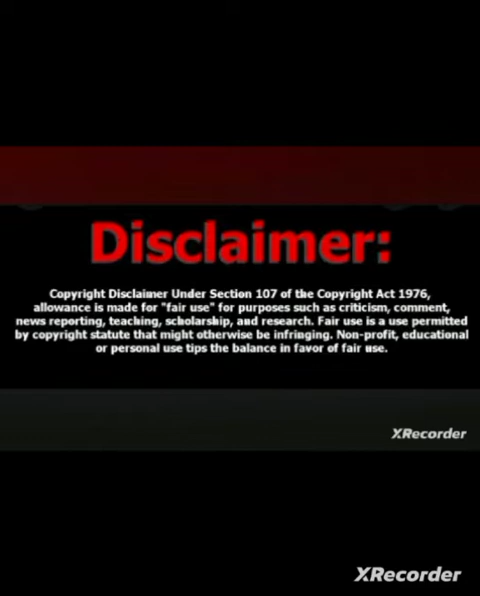 Disclaimer:
Copyright Disclaimer Under Section 107 of the Copyright Act 1976,
allowance is made for "fair use" for purposes such as criticism, comment,
news reporting, teaching, scholarship, and research. Fair use is a use permitted
by copyright statute that might otherwise be infringing. Non-profit, educational
or personal use tips the balance in favor of fair use.
XRecorder
XRecorder